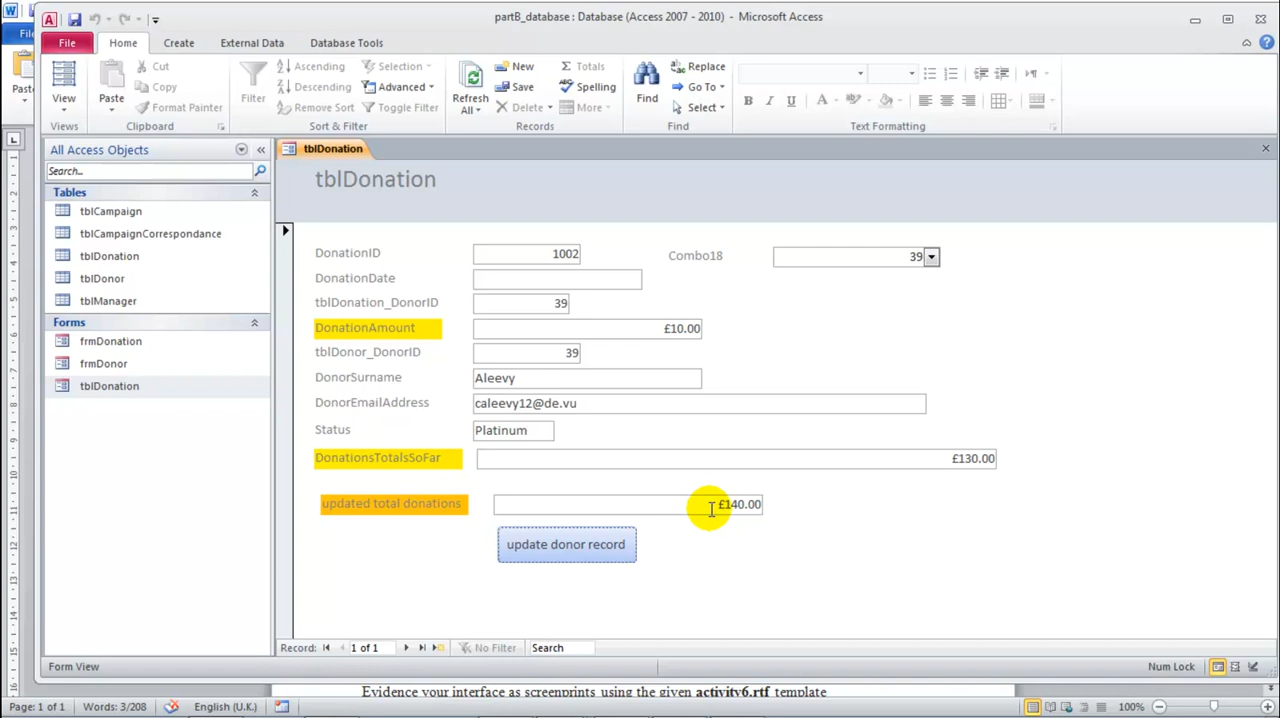 partB_database : Database (Access 2007 - 2010) - Microsoft Access
File Home Create External Data Database Tools
View
Views
Paste
Cut
Copy
Format Painter
Clipboard
Filter
Ascending
Descending
Remove Sort
Selection
Advanced
Toggle Filter
Sort & Filter
Refresh
All
New
Save
Delete
Totals
Spelling
More
Records
Find
Replace
Go To
Select
Find
B I U
A
Text Formatting
Paste
All Access Objects
Search...
Tables
tblCampaign
tblCampaignCorrespondance
tblDonation
tblDonor
tblManager
Forms
frmDonation
frmDonor
tblDonation
tblDonation
tblDonation
DonationID 1002 Combo18 39
DonationDate
tblDonation_DonorID 39
DonationAmount £10.00
tblDonor_DonorID 39
DonorSurname Aleevy
DonorEmailAddress caleevy12@de.vu
Status Platinum
DonationsTotalsSoFar £130.00
updated total donations £140.00
update donor record
Record: 1 of 1 No Filter Search
Form View Num Lock
Evidence your interface as screenprints using the given activity6.rtf template
Page: 1 of 1 Words: 3/208 English (U.K.) 100%